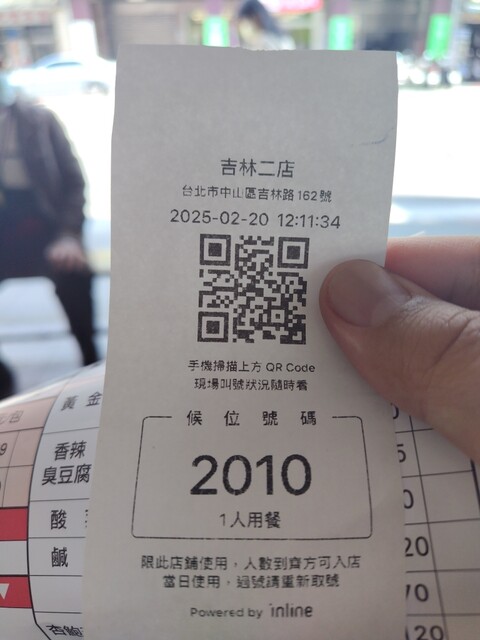 吉林二店
台北市中山區吉林路162號
2025-02-20 12:11:34
手機掃描上方 QR Code
現場叫號狀況隨時看
候位號碼
2010
1人用餐
限此店鋪使用，人數到齊方可入店
當日使用，過號請重新取號
Powered by inline
黃金
香辣
臭豆腐
酸
鹹
20
70
120